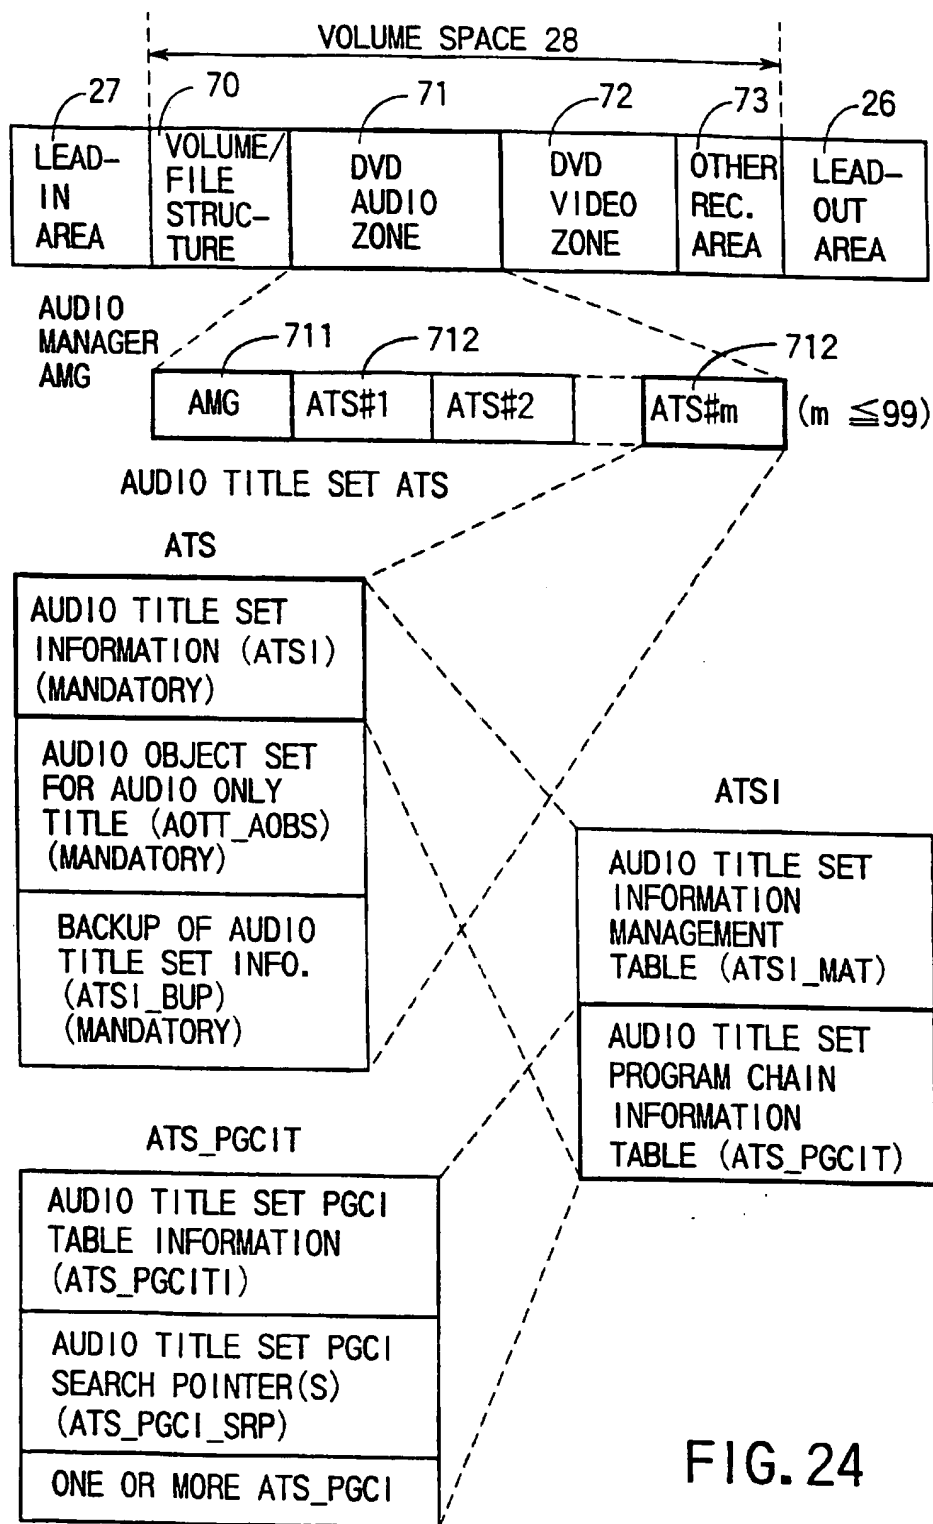 VOLUME SPACE 28
27
70
71
72
73
26
LEAD-
IN
AREA
VOLUME/
FILE
STRUC-
TURE
DVD
AUDIO
ZONE
DVD
VIDEO
ZONE
OTHER
REC.
AREA
LEAD-
OUT
AREA
AUDIO
MANAGER
AMG
711
712
712
AMG
ATS#1
ATS#2
ATS#m
(m ≦99)
AUDIO TITLE SET ATS
ATS
AUDIO TITLE SET
INFORMATION (ATSI)
(MANDATORY)
AUDIO OBJECT SET
FOR AUDIO ONLY
TITLE (AOTT_AOBS)
(MANDATORY)
BACKUP OF AUDIO
TITLE SET INFO.
(ATSI_BUP)
(MANDATORY)
ATSI
AUDIO TITLE SET
INFORMATION
MANAGEMENT
TABLE (ATSI_MAT)
AUDIO TITLE SET
PROGRAM CHAIN
INFORMATION
TABLE (ATS_PGCIT)
ATS_PGCIT
AUDIO TITLE SET PGCI
TABLE INFORMATION
(ATS_PGCITI)
AUDIO TITLE SET PGCI
SEARCH POINTER(S)
(ATS_PGCI_SRP)
ONE OR MORE ATS_PGCI
FIG. 24